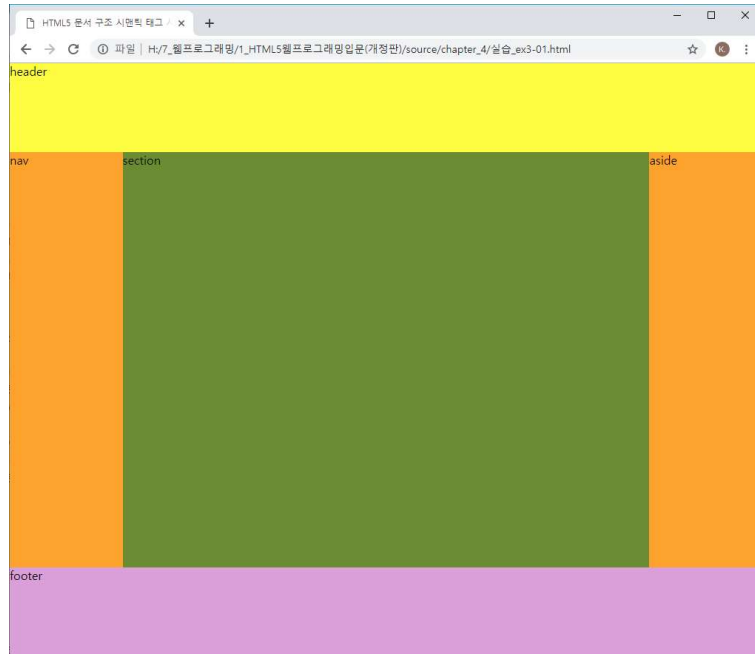 HTML5 문서 구조 시맨틱 태그
파일 | H:/7_웹프로그래밍/1_HTML5웹프로그래밍입문(개정판)/source/chapter_4/실습_ex3-01.html
K.
header
nav
section
aside
footer